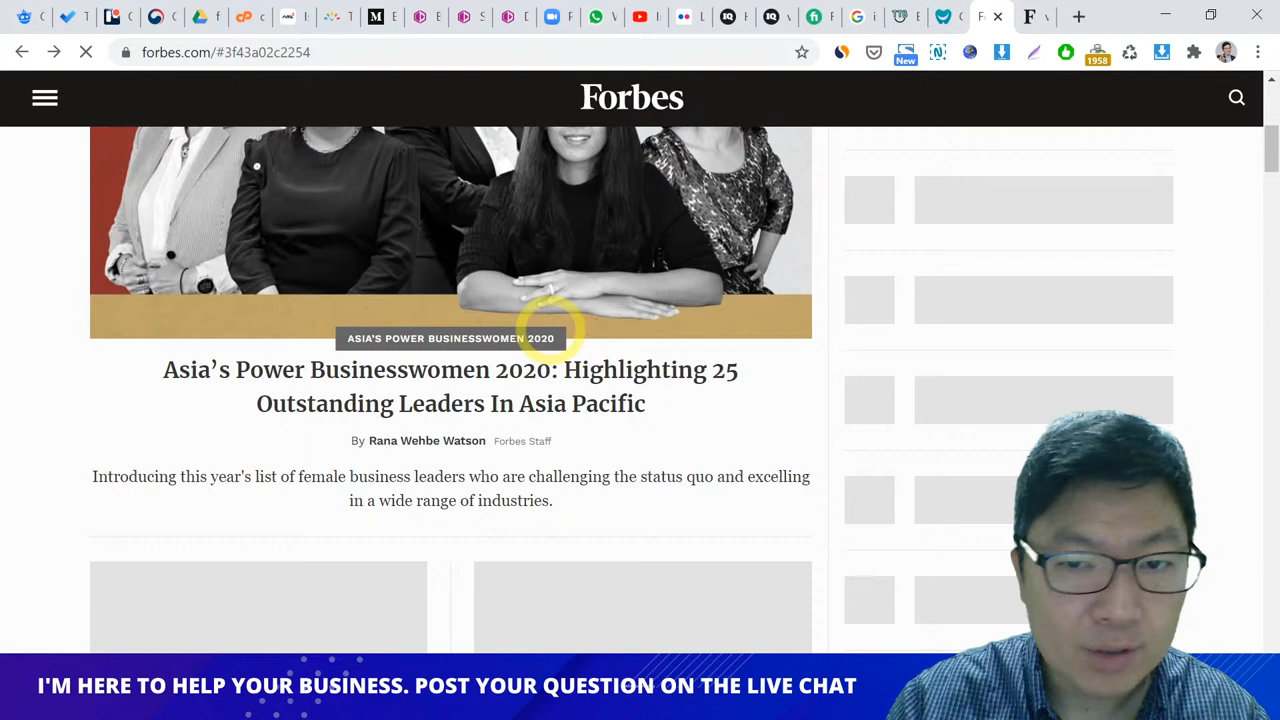 forbes.com/#3f43a02c2254
New
1958
Forbes
ASIA'S POWER BUSINESSWOMEN 2020
Asia’s Power Businesswomen 2020: Highlighting 25
Outstanding Leaders In Asia Pacific
By Rana Wehbe Watson Forbes Staff
Introducing this year's list of female business leaders who are challenging the status quo and excelling
in a wide range of industries.
I'M HERE TO HELP YOUR BUSINESS. POST YOUR QUESTION ON THE LIVE CHAT